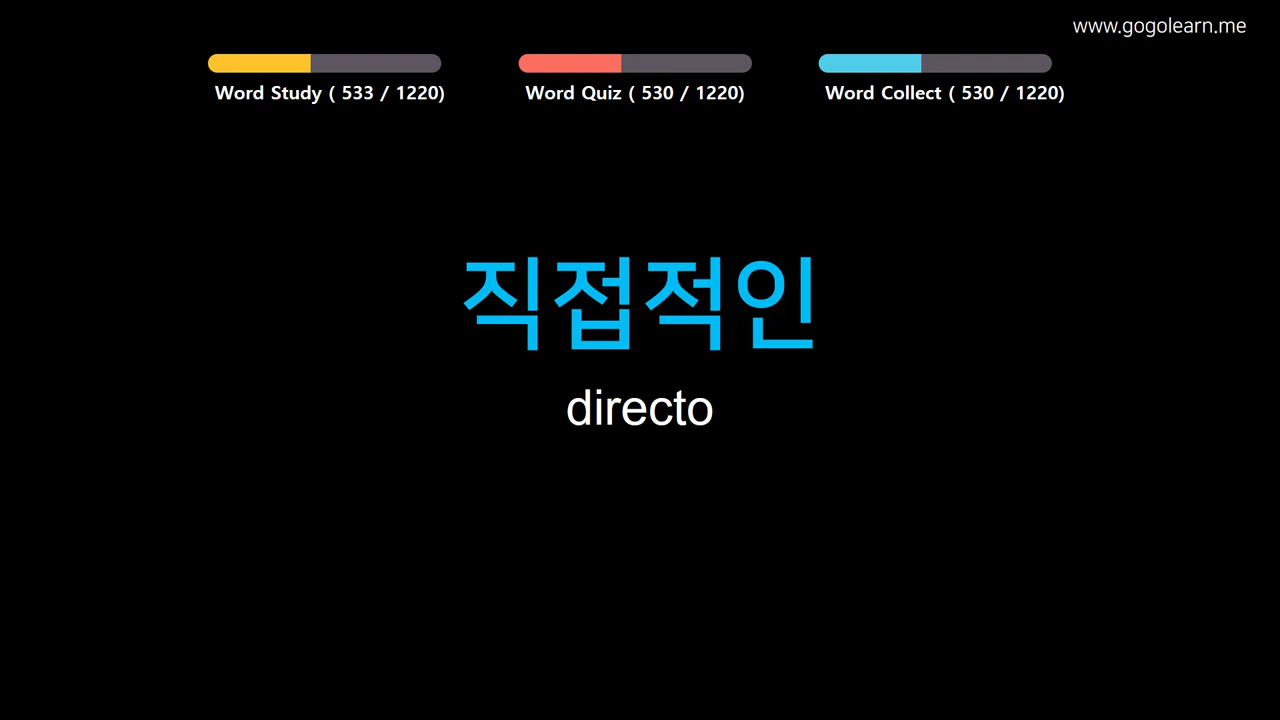 www.gogolearn.me
Word Study ( 533 / 1220)
Word Quiz ( 530 / 1220)
Word Collect ( 530 / 1220)
직접적인
directo